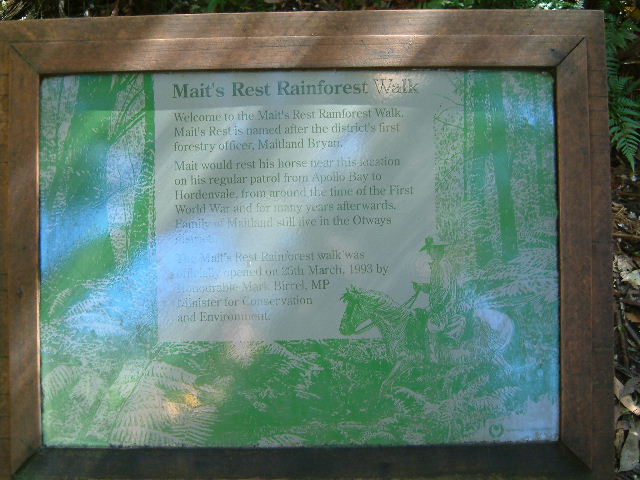 Mait's Rest Rainforest Walk
Welcome to the Mait's Rest Rainforest Walk.
Mait's Rest is named after the district's first
forestry officer, Maitland Bryan.
Mait would rest his horse near this location
on his regular patrol from Apollo Bay to
Hordenvale, from around the time of the First
World War and for many years afterwards.
Family of Maitland still live in the Otways
district.
The Mait's Rest Rainforest walk was
officially opened on 25th March, 1993 by
Honourable Mark Birrel, MP
Minister for Conservation
and Environment.